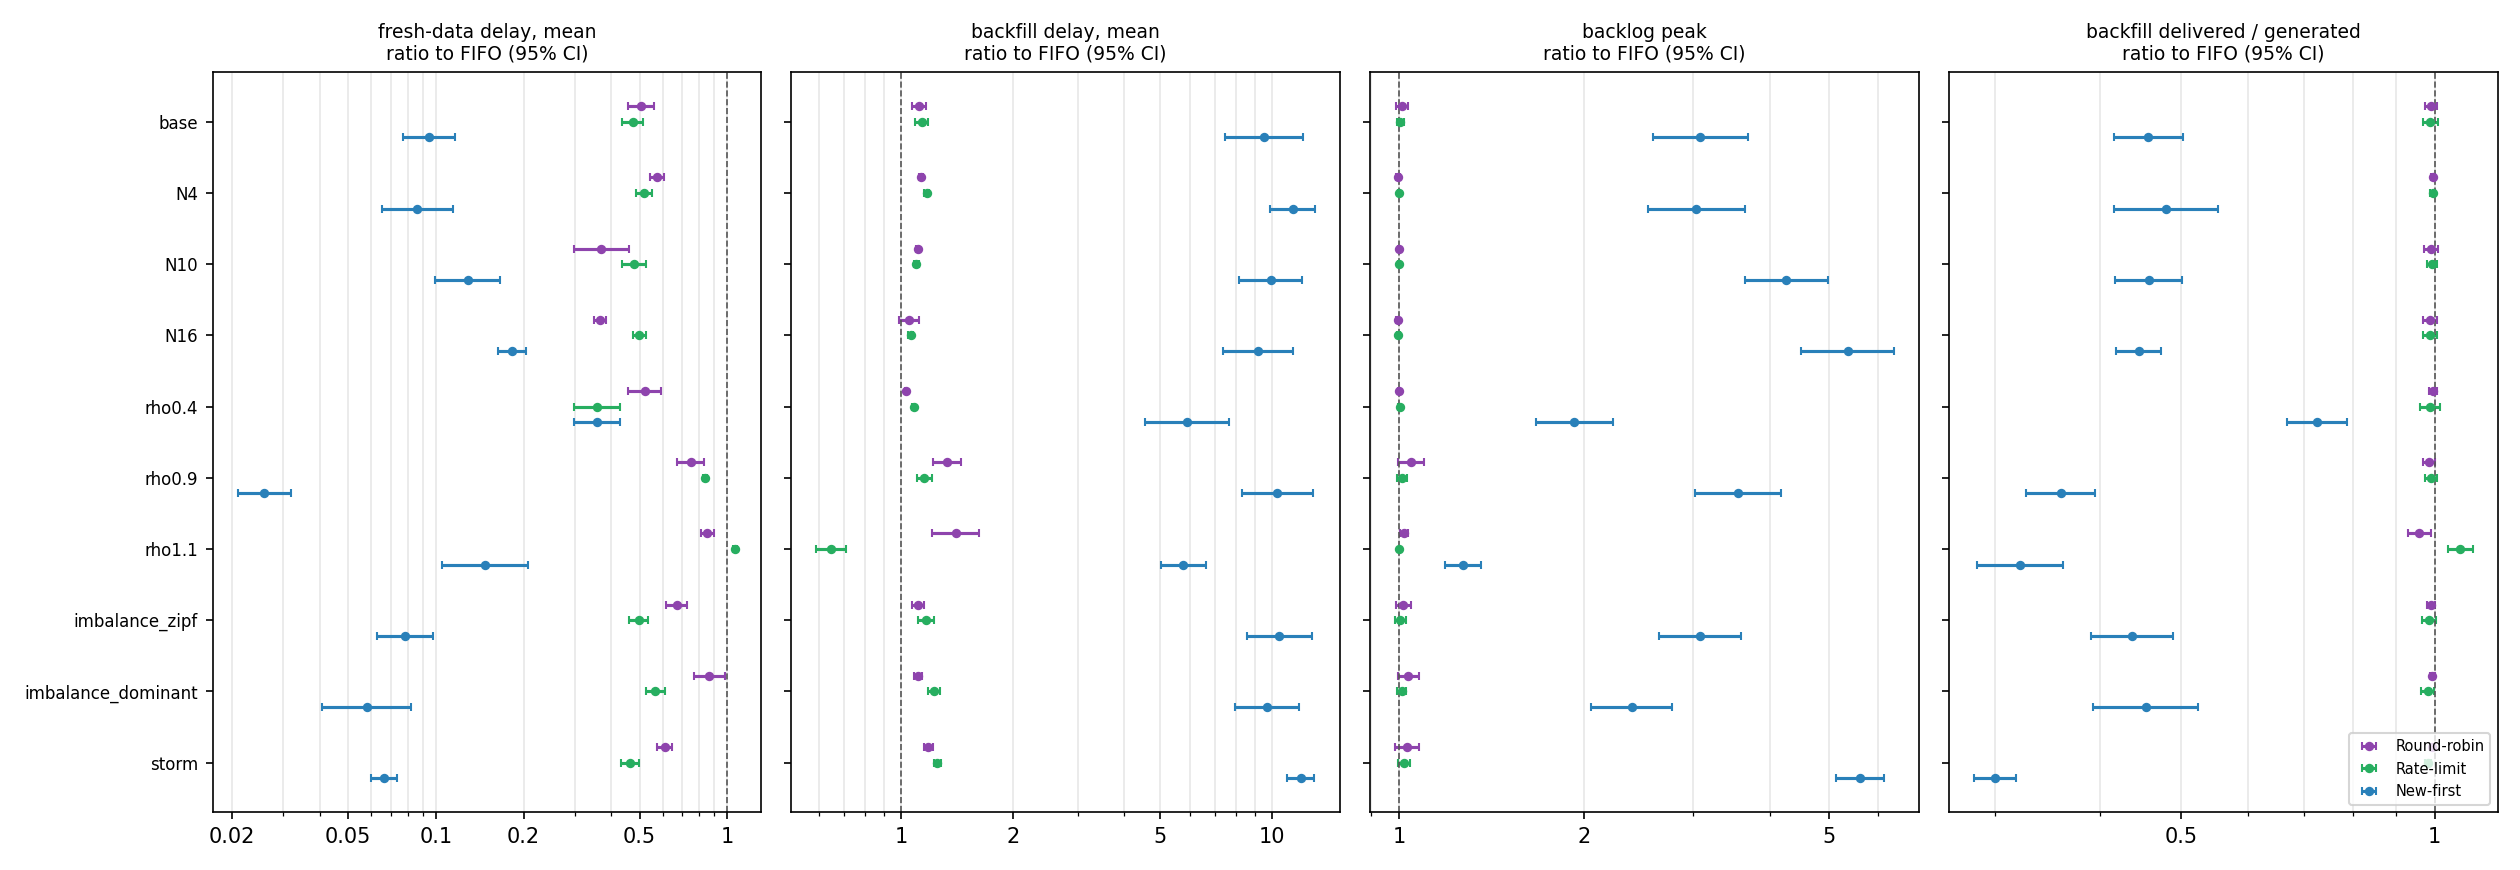 fresh-data delay, mean
ratio to FIFO (95% CI)
backfill delay, mean
ratio to FIFO (95% CI)
backlog peak
ratio to FIFO (95% CI)
backfill delivered / generated
ratio to FIFO (95% CI)
base
N4
N10
N16
rho0.4
rho0.9
rho1.1
imbalance_zipf
imbalance_dominant
storm
Round-robin
Rate-limit
New-first
0.02 0.05 0.1 0.2 0.5 1
1 2 5 10
1 2 5
0.5 1